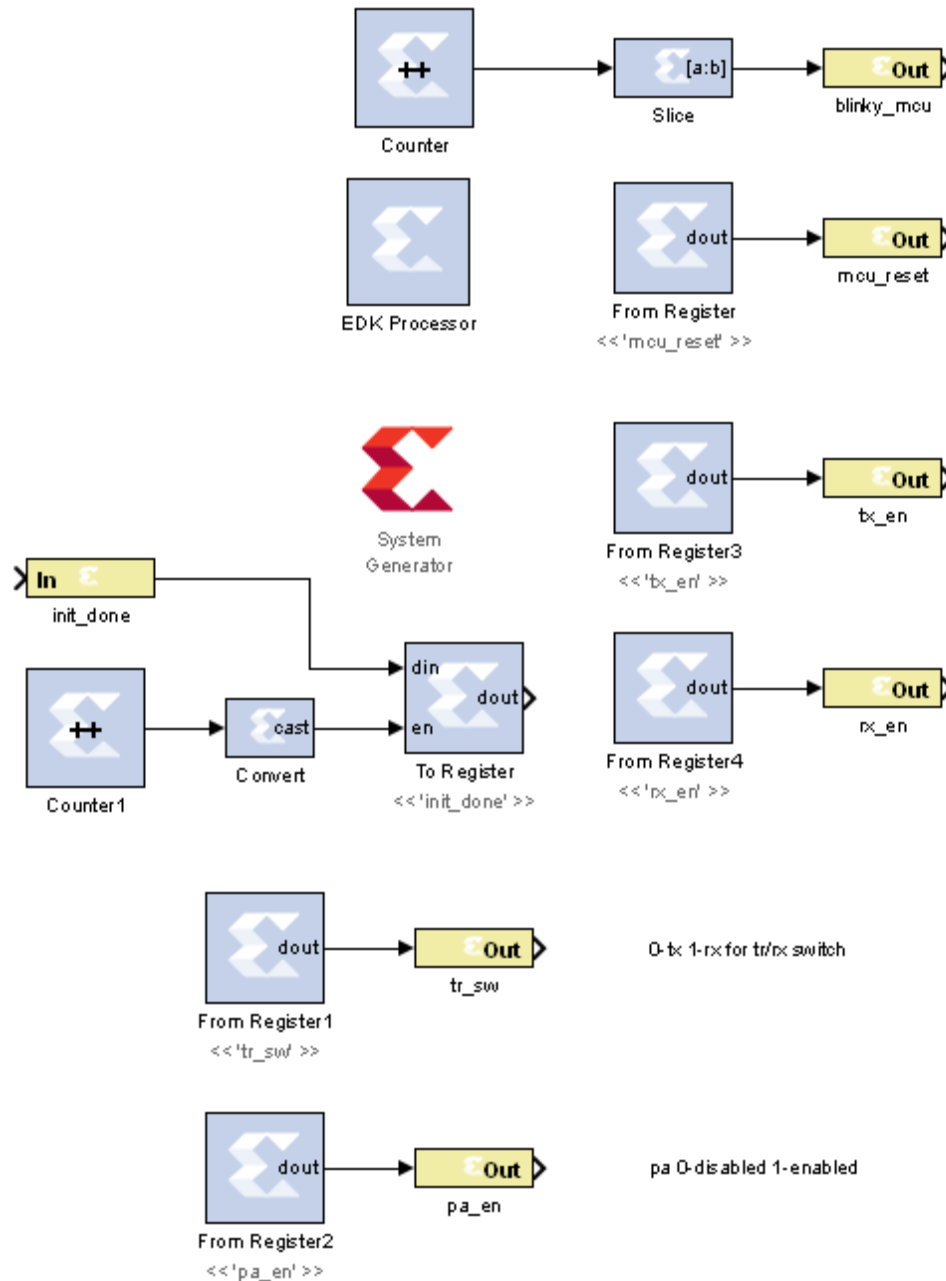 [a:b]
Out
Counter
Slice
blinky_mcu
dout
Out
EDK Processor
From Register
mcu_reset
<<'mcu_reset' >>
dout
Out
System
Generator
From Register3
tx_en
<<'tx_en' >>
In
init_done
din
dout
en
cast
dout
Out
Counter1
Convert
To Register
<<'init_done' >>
From Register4
rx_en
<<'rx_en' >>
dout
Out
0-tx 1-rx for tr/rx switch
tr_sw
From Register1
<<'tr_sw' >>
dout
Out
pa 0-disabled 1-enabled
pa_en
From Register2
<<'pa_en' >>